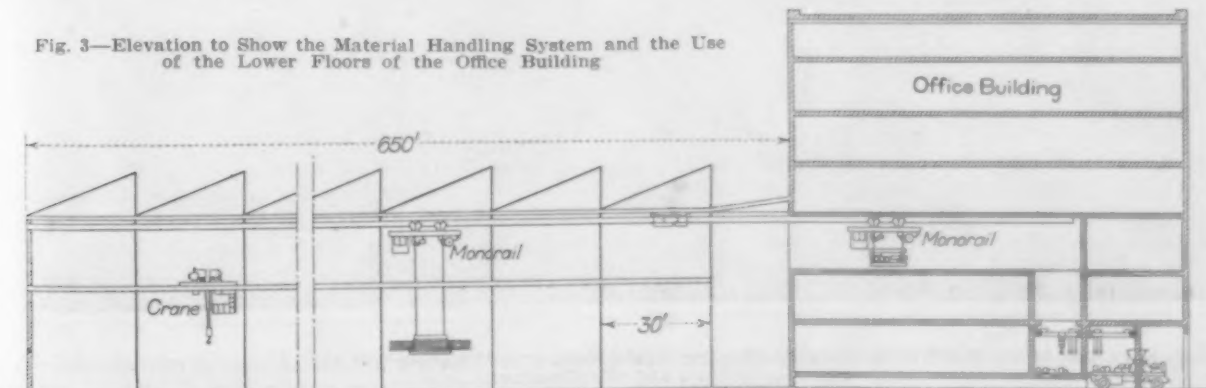 Fig. 3—Elevation to Show the Material Handling System and the Use
of the Lower Floors of the Office Building
Office Building
650'
Monorail
Monorail
Crane
30'